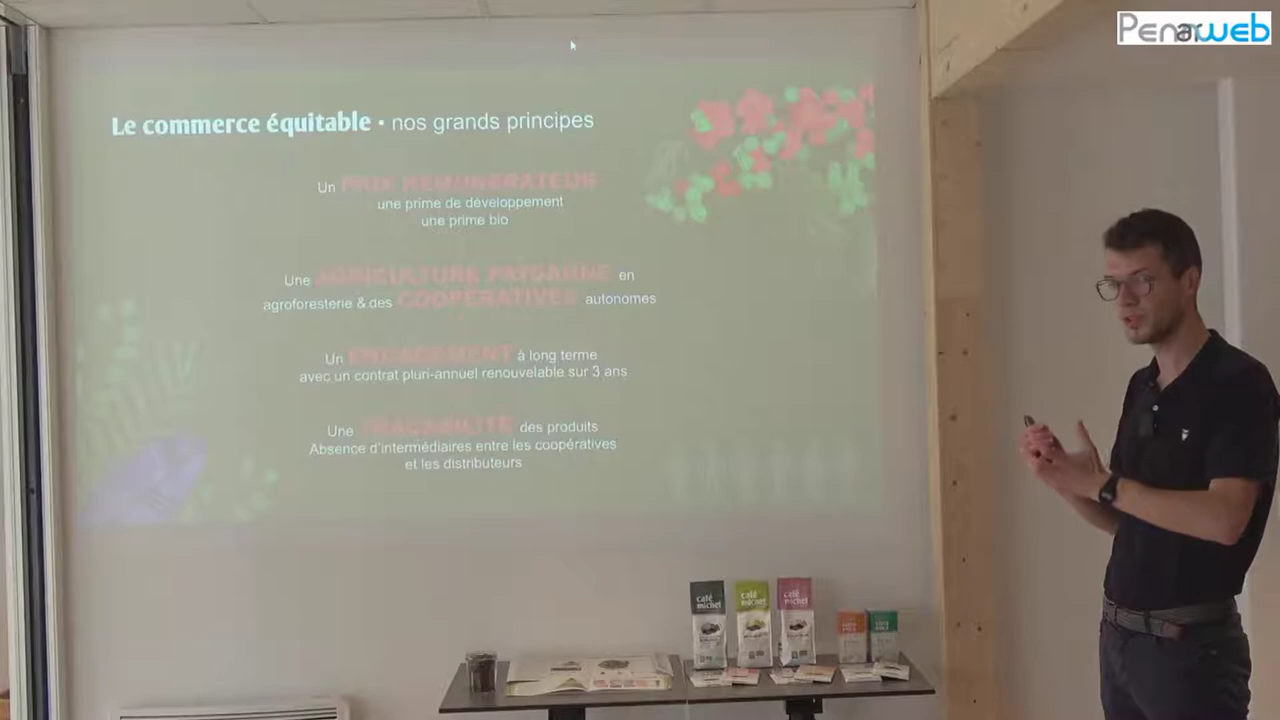 Penarweb
Le commerce équitable • nos grands principes
Un PRIX RÉMUNÉRATEUR
une prime de développement
une prime bio
Une AGRICULTURE PAYSANNE en
agroforesterie & des COOPÉRATIVES autonomes
Un ENGAGEMENT à long terme
avec un contrat pluri-annuel renouvelable sur 3 ans
Une TRAÇABILITÉ des produits
Absence d'intermédiaires entre les coopératives
et les distributeurs
café michel
café michel
café michel